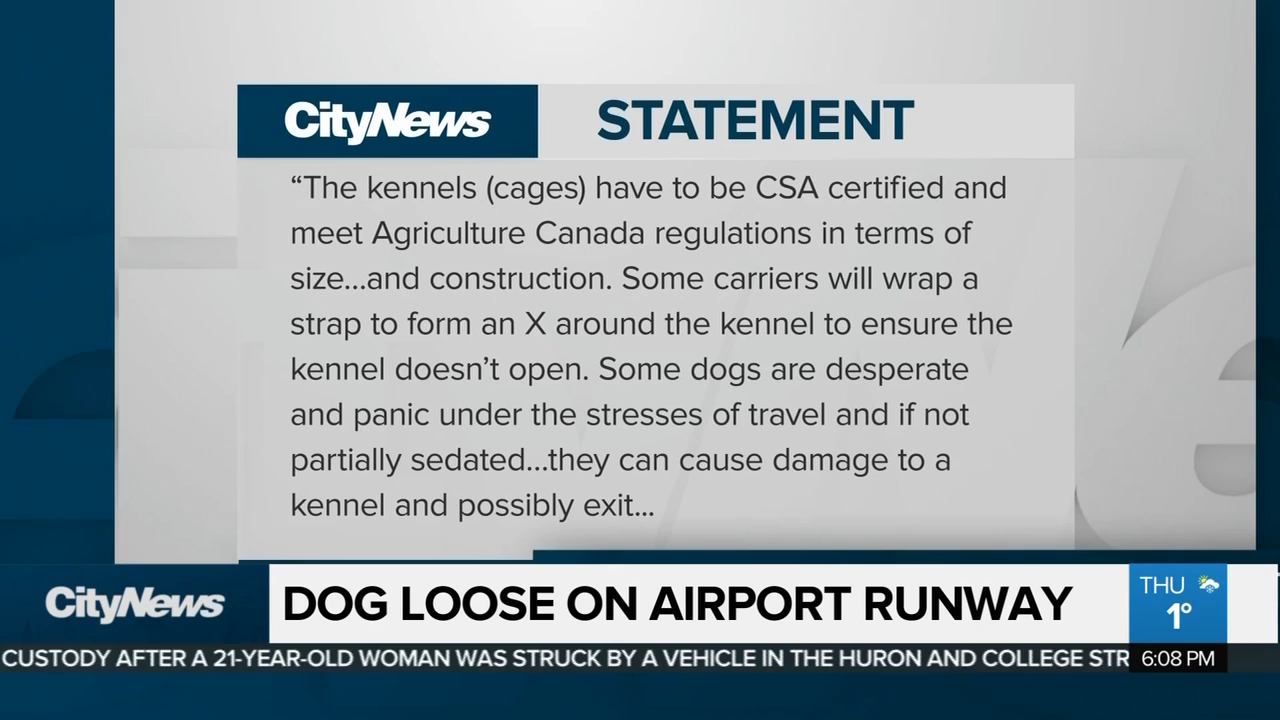 CityNews STATEMENT
“The kennels (cages) have to be CSA certified and
meet Agriculture Canada regulations in terms of
size...and construction. Some carriers will wrap a
strap to form an X around the kennel to ensure the
kennel doesn’t open. Some dogs are desperate
and panic under the stresses of travel and if not
partially sedated...they can cause damage to a
kennel and possibly exit...
CityNews DOG LOOSE ON AIRPORT RUNWAY THU 1°
CUSTODY AFTER A 21-YEAR-OLD WOMAN WAS STRUCK BY A VEHICLE IN THE HURON AND COLLEGE STR 6:08 PM